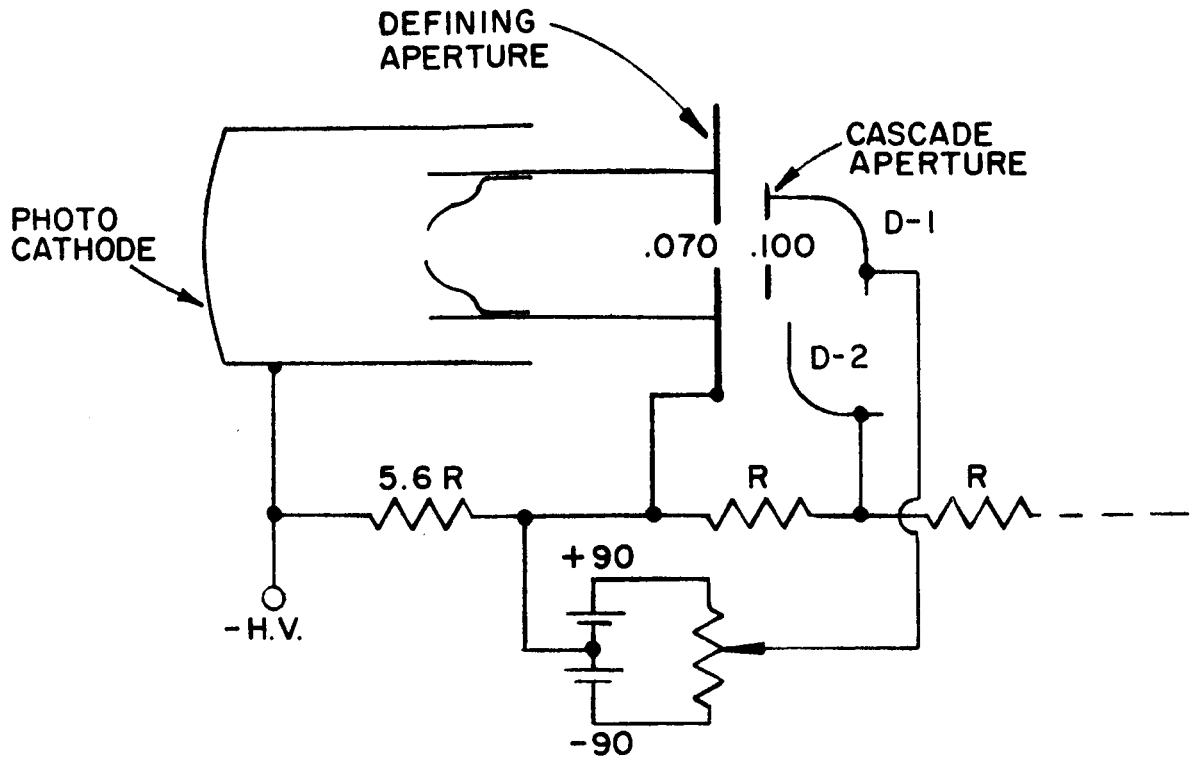 DEFINING
APERTURE
CASCADE
APERTURE
PHOTO
CATHODE
D-1
.070
.100
D-2
5.6 R
R
R
+90
-H.V.
-90